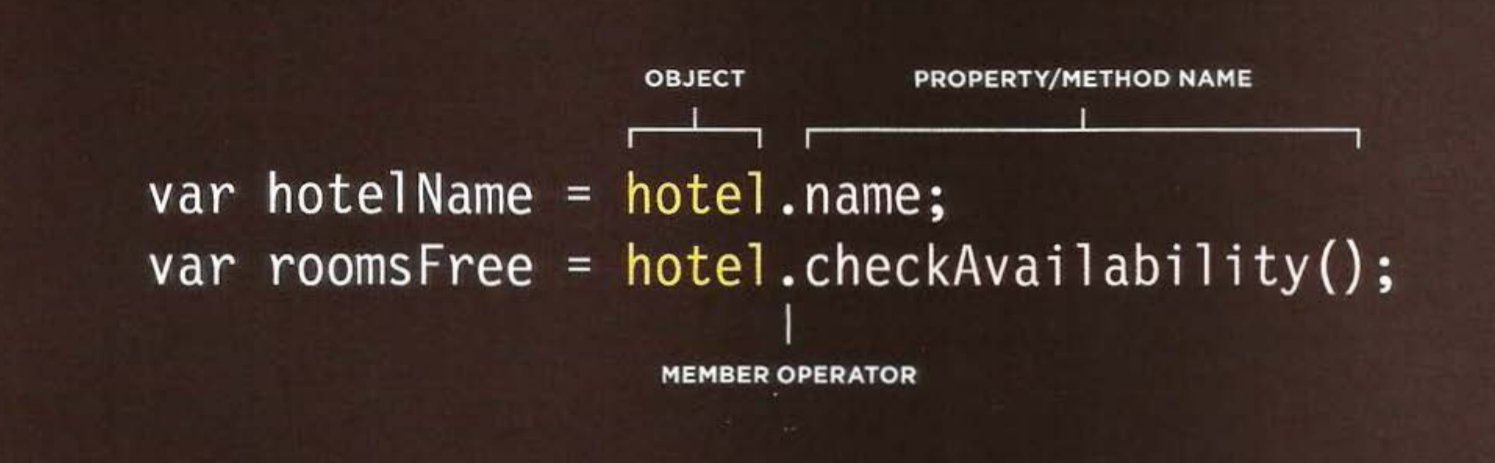 OBJECT PROPERTY/METHOD NAME
var hotelName = hotel.name;
var roomsFree = hotel.checkAvailability();
MEMBER OPERATOR